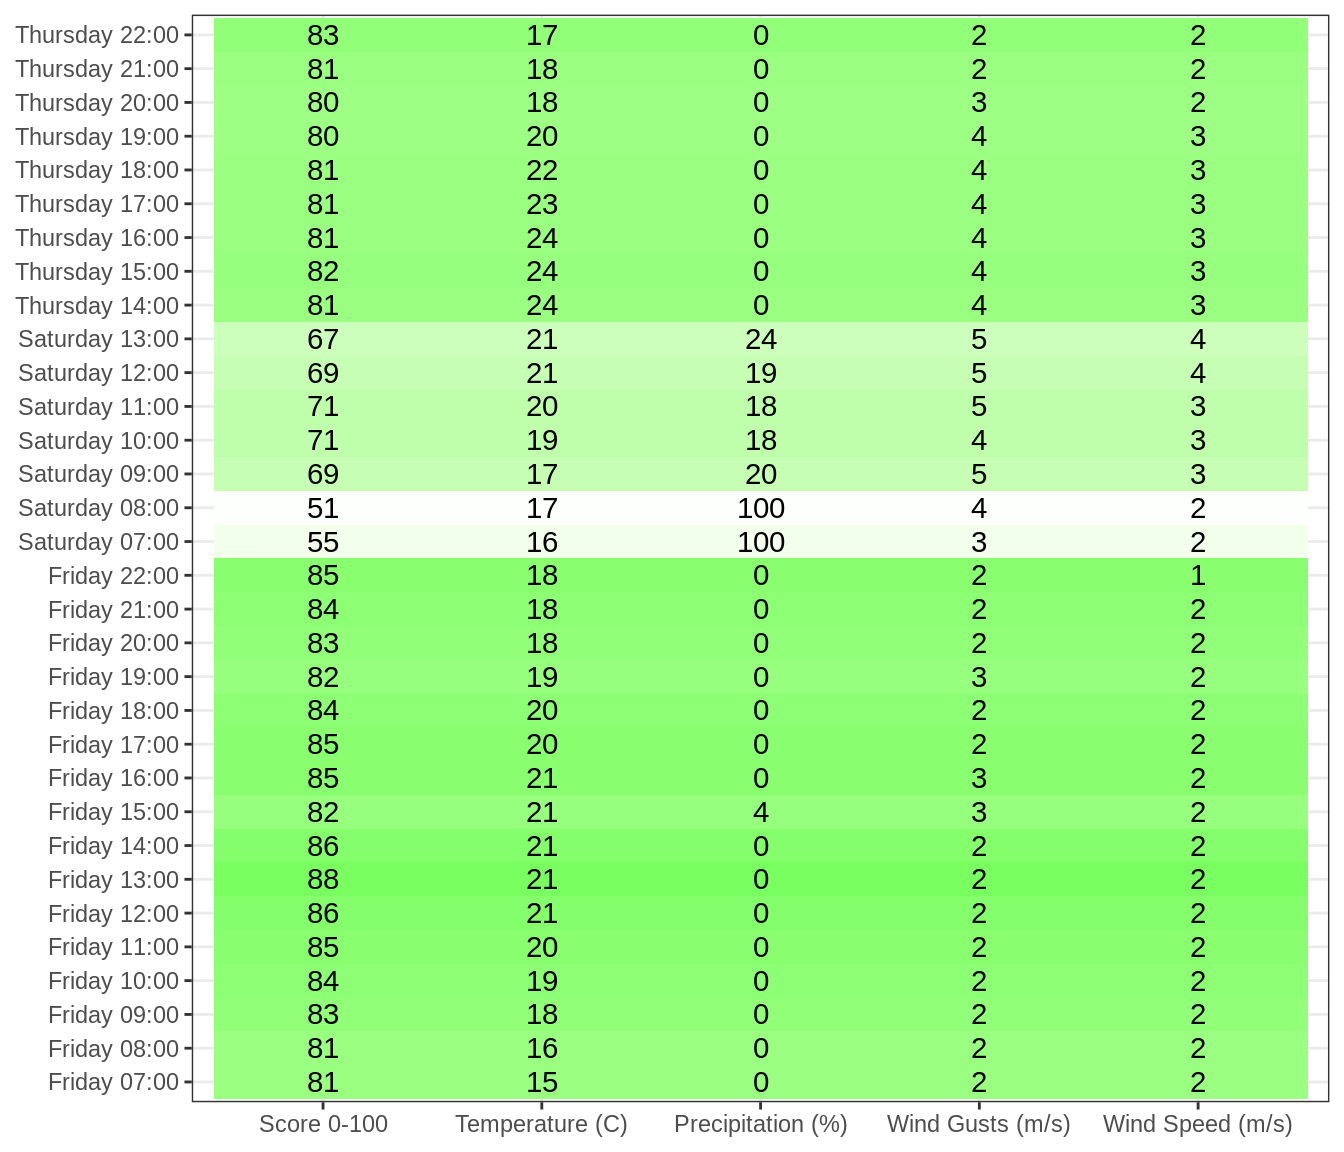 Thursday 22:00 83 17 0 2 2
Thursday 21:00 81 18 0 2 2
Thursday 20:00 80 18 0 3 2
Thursday 19:00 80 20 0 4 3
Thursday 18:00 81 22 0 4 3
Thursday 17:00 81 23 0 4 3
Thursday 16:00 81 24 0 4 3
Thursday 15:00 82 24 0 4 3
Thursday 14:00 81 24 0 4 3
Saturday 13:00 67 21 24 5 4
Saturday 12:00 69 21 19 5 4
Saturday 11:00 71 20 18 5 3
Saturday 10:00 71 19 18 4 3
Saturday 09:00 69 17 20 5 3
Saturday 08:00 51 17 100 4 2
Saturday 07:00 55 16 100 3 2
Friday 22:00 85 18 0 2 1
Friday 21:00 84 18 0 2 2
Friday 20:00 83 18 0 2 2
Friday 19:00 82 19 0 3 2
Friday 18:00 84 20 0 2 2
Friday 17:00 85 20 0 2 2
Friday 16:00 85 21 0 3 2
Friday 15:00 82 21 4 3 2
Friday 14:00 86 21 0 2 2
Friday 13:00 88 21 0 2 2
Friday 12:00 86 21 0 2 2
Friday 11:00 85 20 0 2 2
Friday 10:00 84 19 0 2 2
Friday 09:00 83 18 0 2 2
Friday 08:00 81 16 0 2 2
Friday 07:00 81 15 0 2 2
Score 0-100 Temperature (C) Precipitation (%) Wind Gusts (m/s) Wind Speed (m/s)